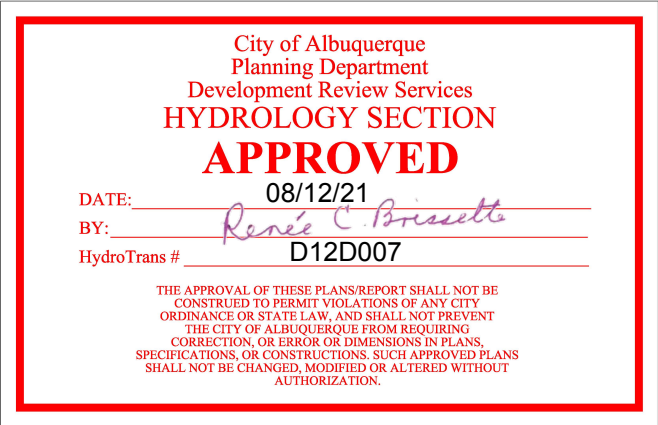 City of Albuquerque
Planning Department
Development Review Services
HYDROLOGY SECTION
APPROVED
DATE: 08/12/21
BY: Renée C. Brissette
HydroTrans # D12D007
THE APPROVAL OF THESE PLANS/REPORT SHALL NOT BE
CONSTRUED TO PERMIT VIOLATIONS OF ANY CITY
ORDINANCE OR STATE LAW, AND SHALL NOT PREVENT
THE CITY OF ALBUQUERQUE FROM REQUIRING
CORRECTION, OR ERROR OR DIMENSIONS IN PLANS,
SPECIFICATIONS, OR CONSTRUCTIONS. SUCH APPROVED PLANS
SHALL NOT BE CHANGED, MODIFIED OR ALTERED WITHOUT
AUTHORIZATION.